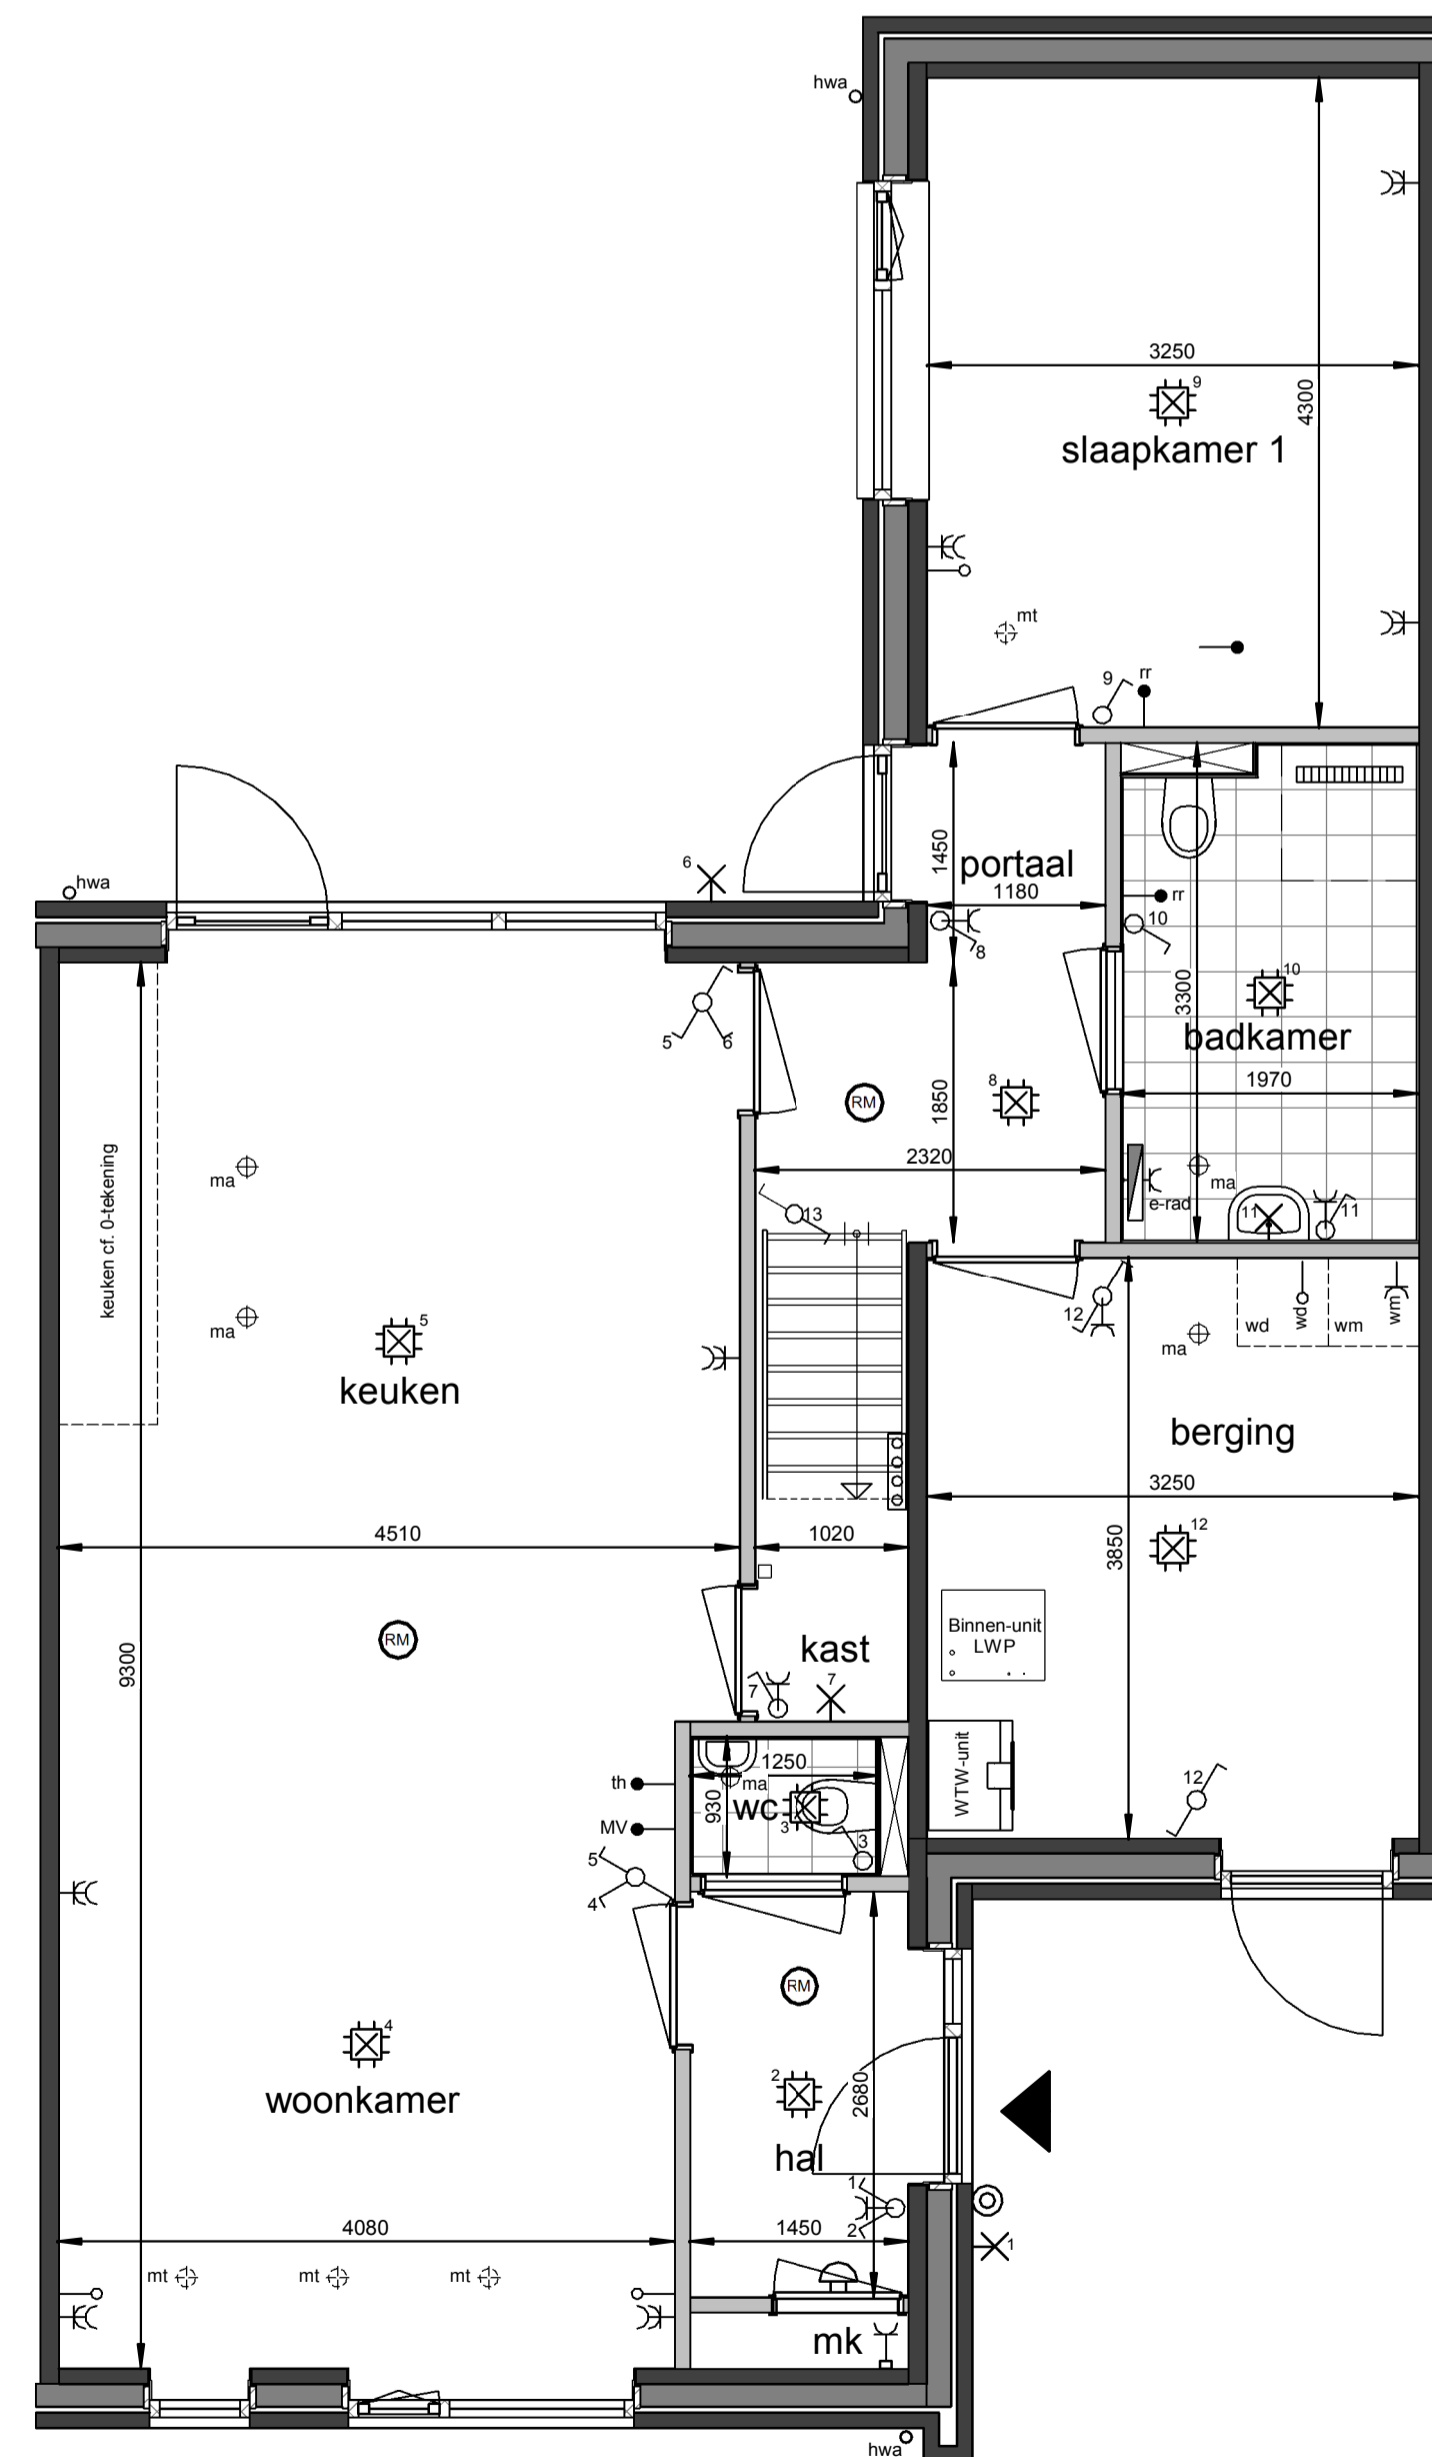 hwa
3250
9
4300
slaapkamer 1
mt
9
rr
1450
portaal
1180
6
hwa
rr
10
8
3300
10
badkamer
5
6
RM
8
1850
1970
keuken cf. 0-tekening
ma
2320
ma
e-rad
13
11
11
12
wd
wd
wm
wm
ma
ma
5
keuken
berging
3250
4510
1020
3850
12
RM
9300
kast
Binnen-unit
LWP
7
7
WTW-unit
1250
th
ma
930
wc
3
3
MV
12
5
4
RM
4
woonkamer
2
2680
hal
1
2
4080
1450
1
mt
mt
mt
mk
hwa